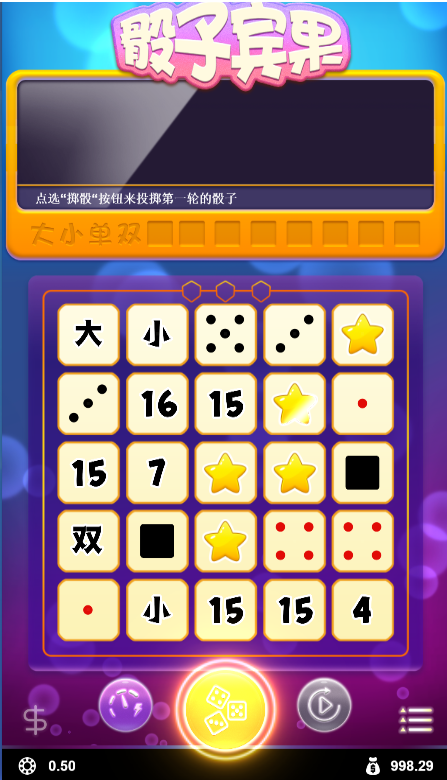 骰子宾果
点选“掷骰“按钮来投掷第一轮的骰子
大小单双
大 小
16 15
15 7
双
小 15 15 4
0.50 998.29